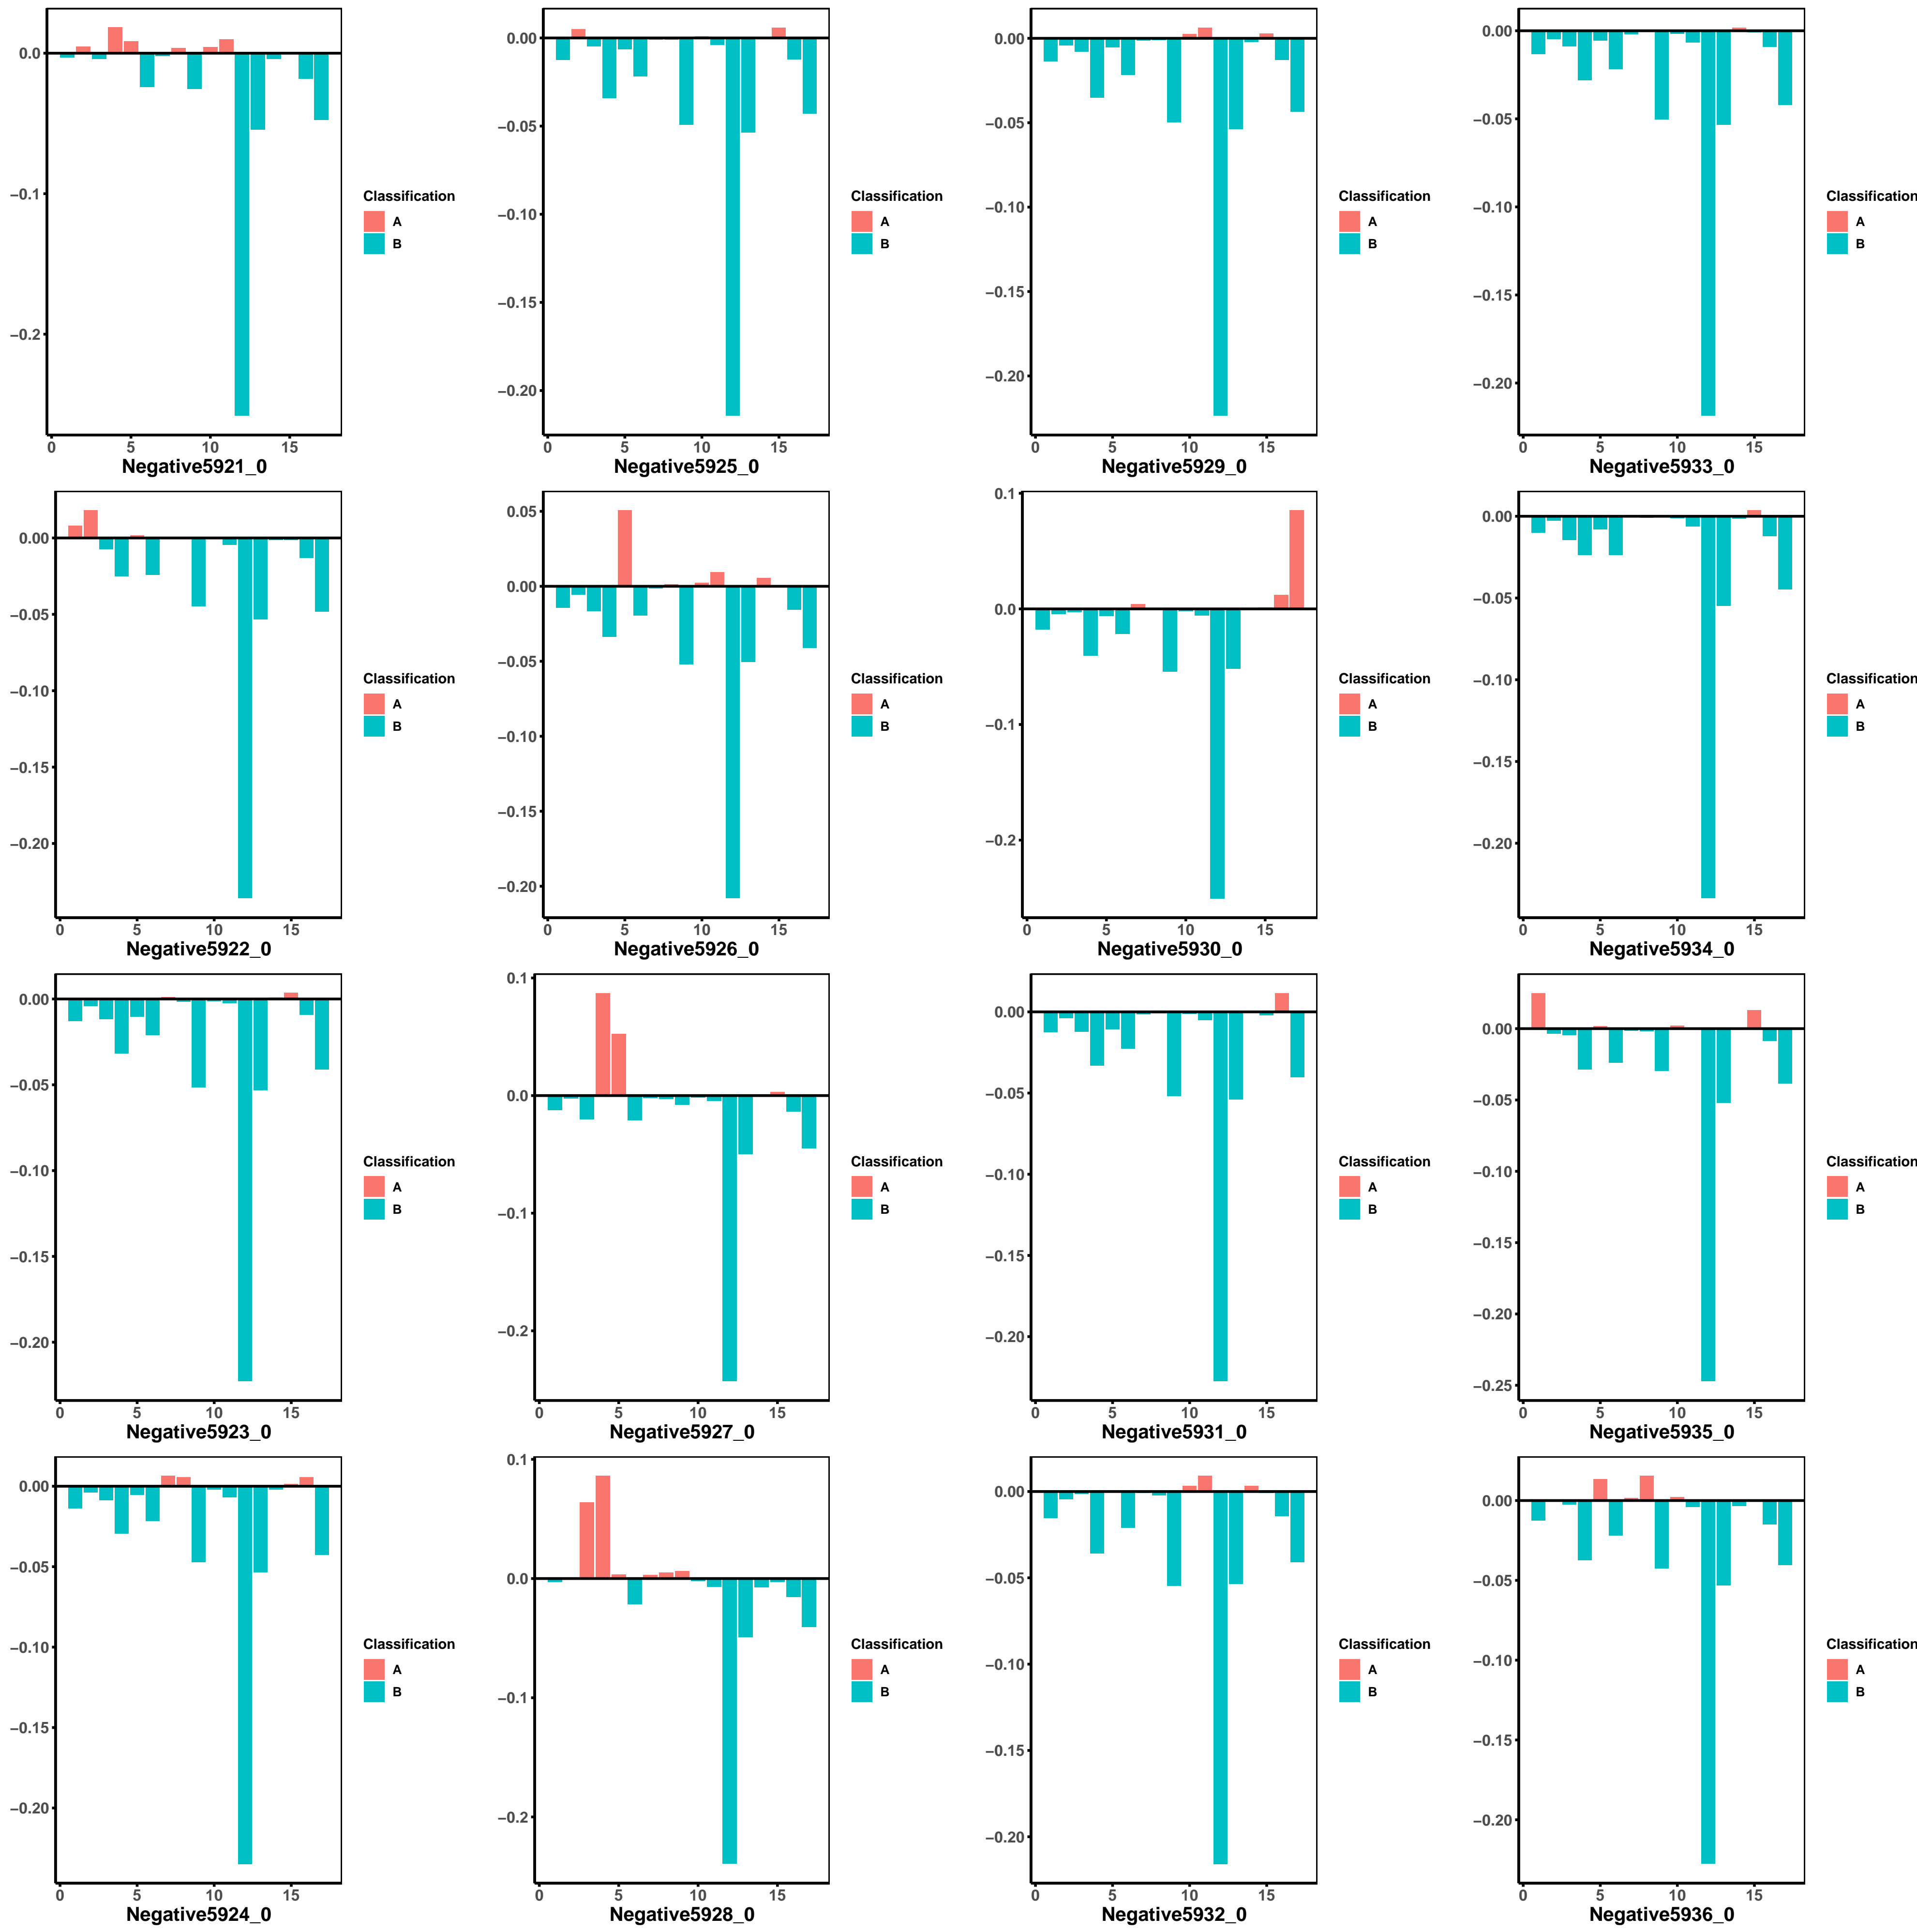 0.0
−0.1
−0.2
0 5 10 15
Negative5921_0
Classification
A
B
0.00
−0.05
−0.10
−0.15
−0.20
0 5 10 15
Negative5925_0
Classification
A
B
0.00
−0.05
−0.10
−0.15
−0.20
0 5 10 15
Negative5929_0
Classification
A
B
0.00
−0.05
−0.10
−0.15
−0.20
0 5 10 15
Negative5933_0
Classification
A
B
0.00
−0.05
−0.10
−0.15
−0.20
0 5 10 15
Negative5922_0
Classification
A
B
0.05
0.00
−0.05
−0.10
−0.15
−0.20
0 5 10 15
Negative5926_0
Classification
A
B
0.1
0.0
−0.1
−0.2
0 5 10 15
Negative5930_0
Classification
A
B
0.00
−0.05
−0.10
−0.15
−0.20
0 5 10 15
Negative5934_0
Classification
A
B
0.00
−0.05
−0.10
−0.15
−0.20
0 5 10 15
Negative5923_0
Classification
A
B
0.1
0.0
−0.1
−0.2
0 5 10 15
Negative5927_0
Classification
A
B
0.00
−0.05
−0.10
−0.15
−0.20
0 5 10 15
Negative5931_0
Classification
A
B
0.00
−0.05
−0.10
−0.15
−0.20
−0.25
0 5 10 15
Negative5935_0
Classification
A
B
0.00
−0.05
−0.10
−0.15
−0.20
0 5 10 15
Negative5924_0
Classification
A
B
0.1
0.0
−0.1
−0.2
0 5 10 15
Negative5928_0
Classification
A
B
0.00
−0.05
−0.10
−0.15
−0.20
0 5 10 15
Negative5932_0
Classification
A
B
0.00
−0.05
−0.10
−0.15
−0.20
0 5 10 15
Negative5936_0
Classification
A
B